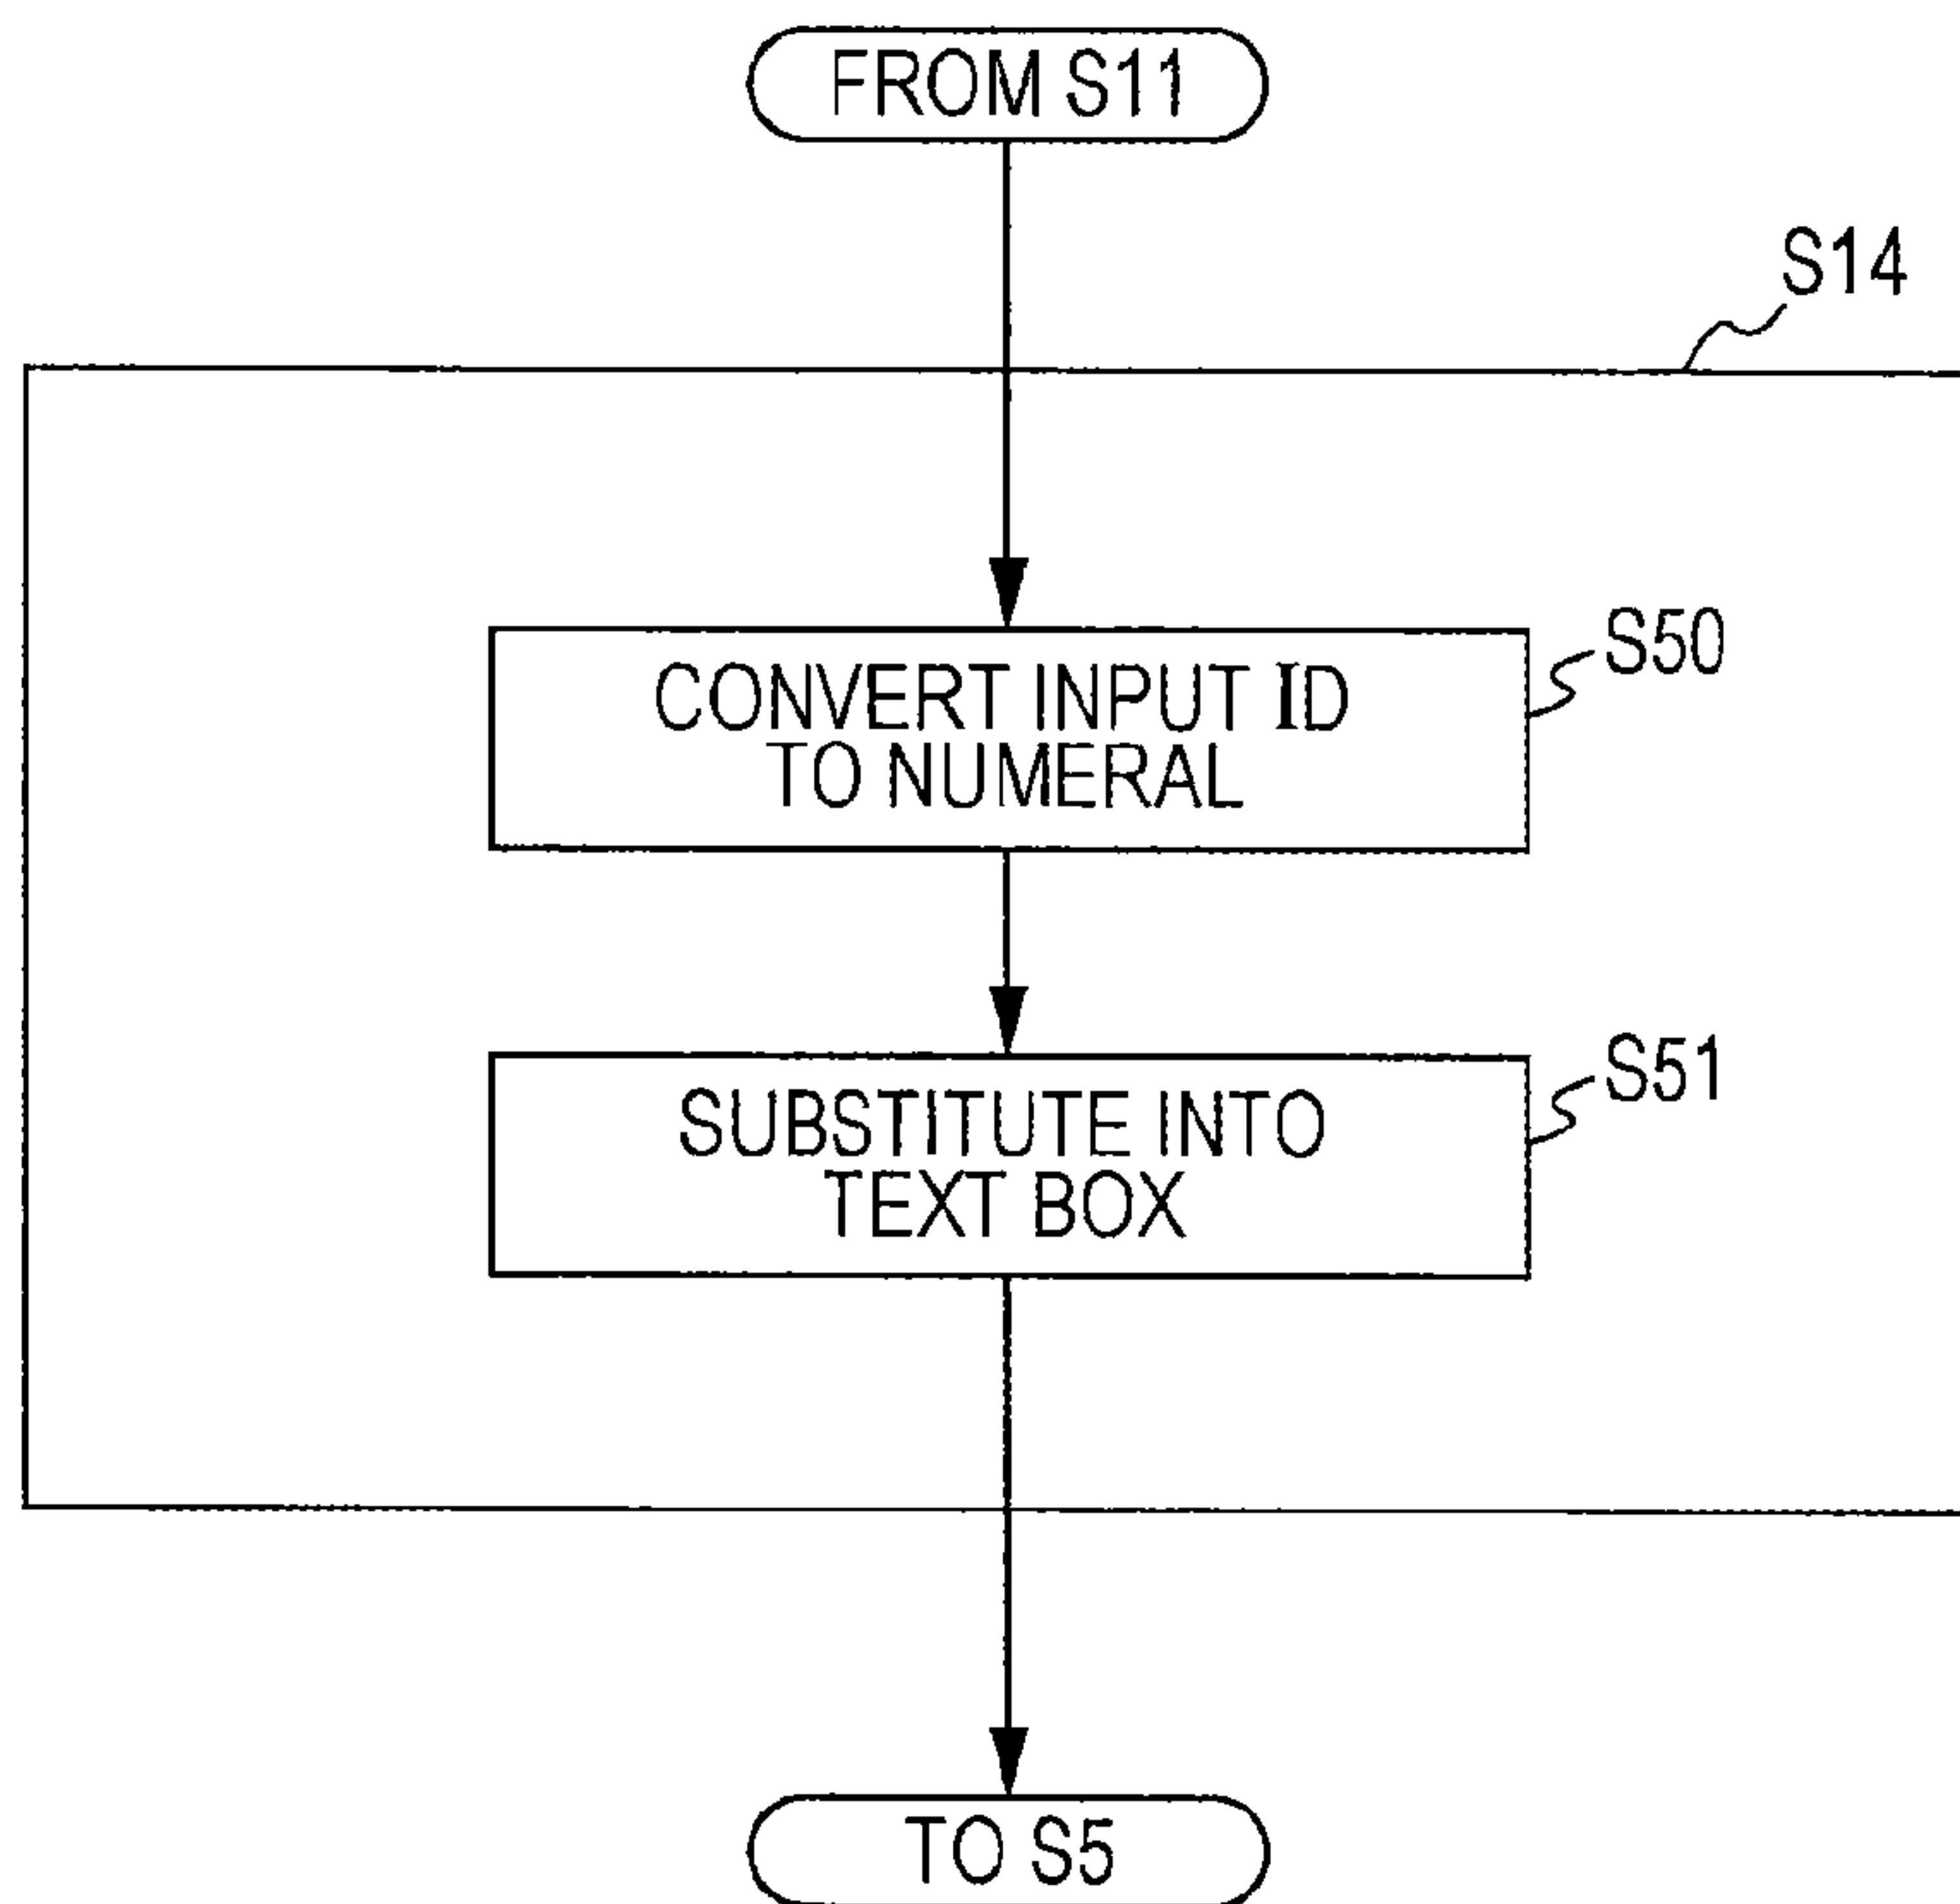 FROM S11
S14
CONVERT INPUT ID
TO NUMERAL
S50
SUBSTITUTE INTO
TEXT BOX
S51
TO S5